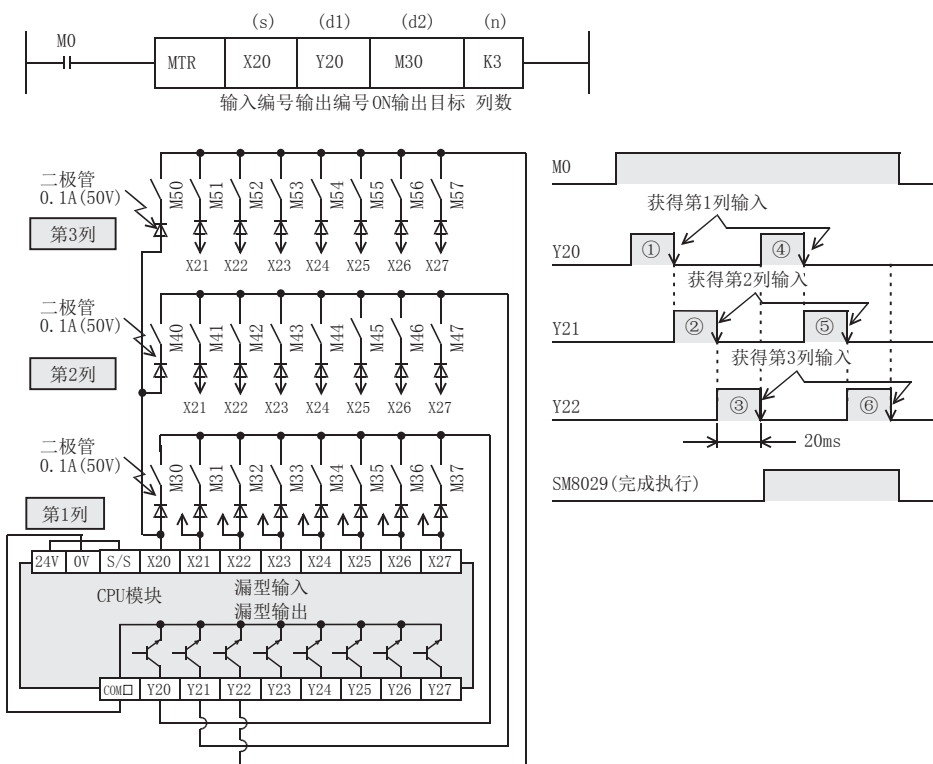 (s) (d1) (d2) (n)
M0
MTR X20 Y20 M30 K3
输入编号 输出编号 ON输出目标 列数
二极管
0.1A(50V)
第3列
M50 M51 M52 M53 M54 M55 M56 M57
X21 X22 X23 X24 X25 X26 X27
二极管
0.1A(50V)
第2列
M40 M41 M42 M43 M44 M45 M46 M47
X21 X22 X23 X24 X25 X26 X27
二极管
0.1A(50V)
第1列
M30 M31 M32 M33 M34 M35 M36 M37
24V 0V S/S X20 X21 X22 X23 X24 X25 X26 X27
CPU模块
漏型输入
漏型输出
COM□ Y20 Y21 Y22 Y23 Y24 Y25 Y26 Y27
M0
获得第1列输入
Y20 ① ④
获得第2列输入
Y21 ② ⑤
获得第3列输入
Y22 ③ ⑥
20ms
SM8029(完成执行)